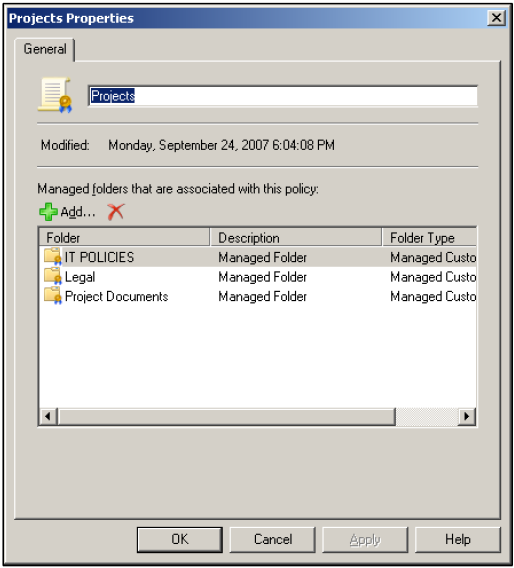 Projects Properties
General
Projects
Modified: Monday, September 24, 2007 6:04:08 PM
Managed folders that are associated with this policy:
Add...
Folder Description Folder Type
IT POLICIES Managed Folder Managed Custo
Legal Managed Folder Managed Custo
Project Documents Managed Folder Managed Custo
OK Cancel Apply Help